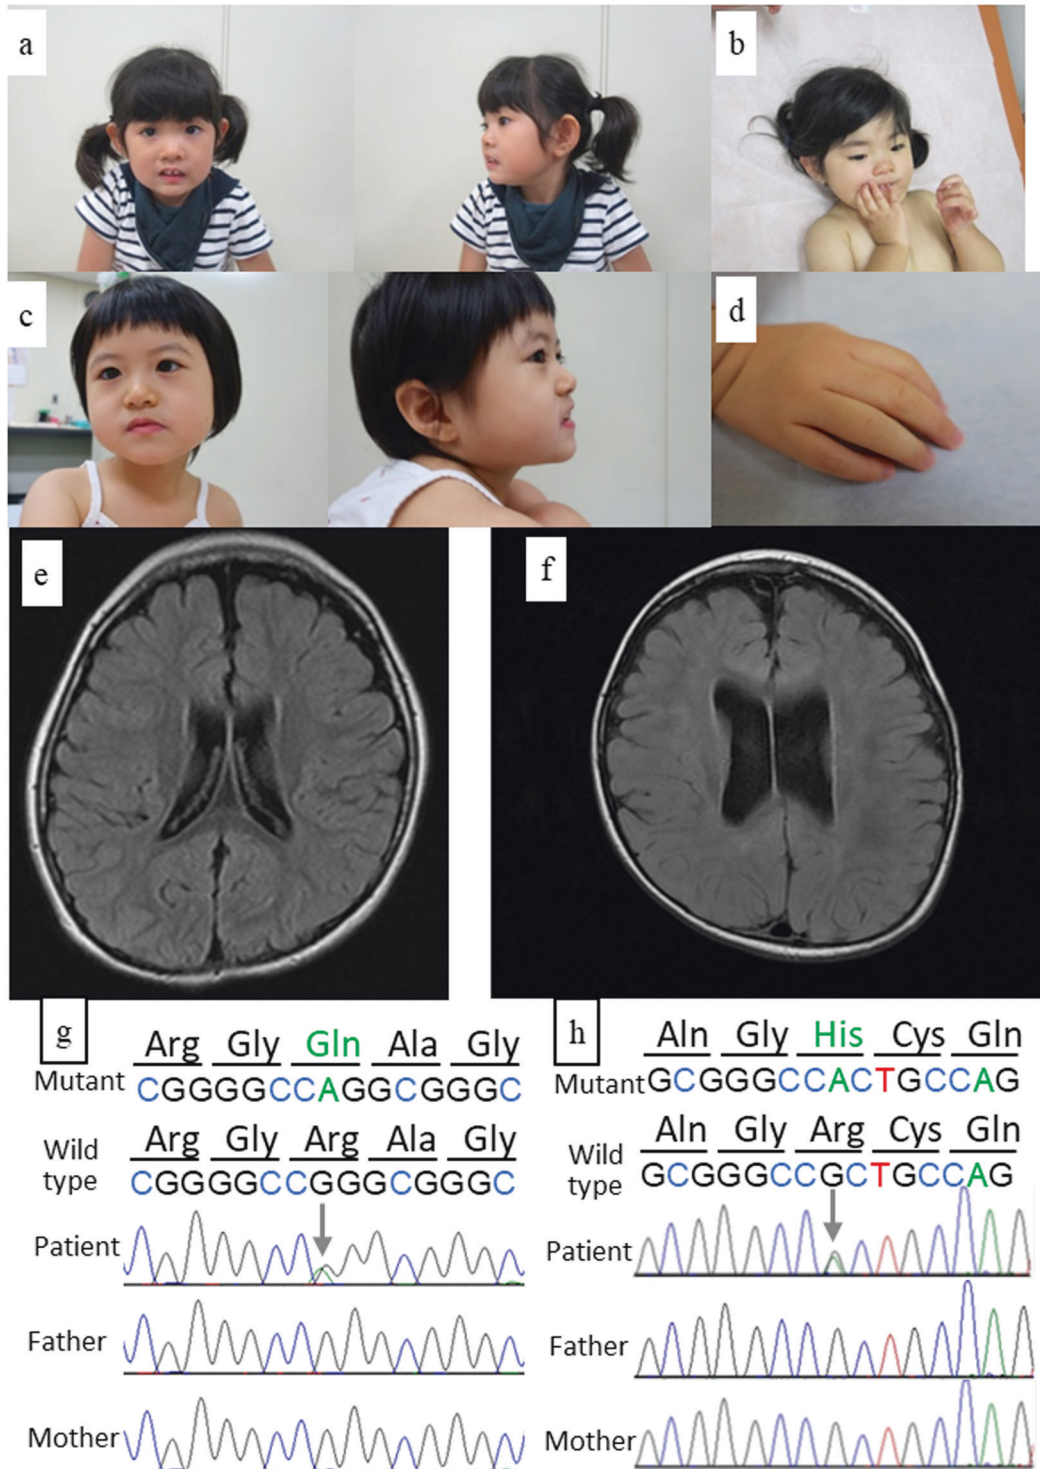 a
b
c
d
e
f
g
Arg Gly Gln Ala Gly
Mutant CGGGGCCAGGCGGGC
Arg Gly Arg Ala Gly
Wild type CGGGGCCGGGCGGGC
Patient
Father
Mother
h
Aln Gly His Cys Gln
Mutant GCGGGCCACTGCCAG
Aln Gly Arg Cys Gln
Wild type GCGGGCCGCTGCCAG
Patient
Father
Mother